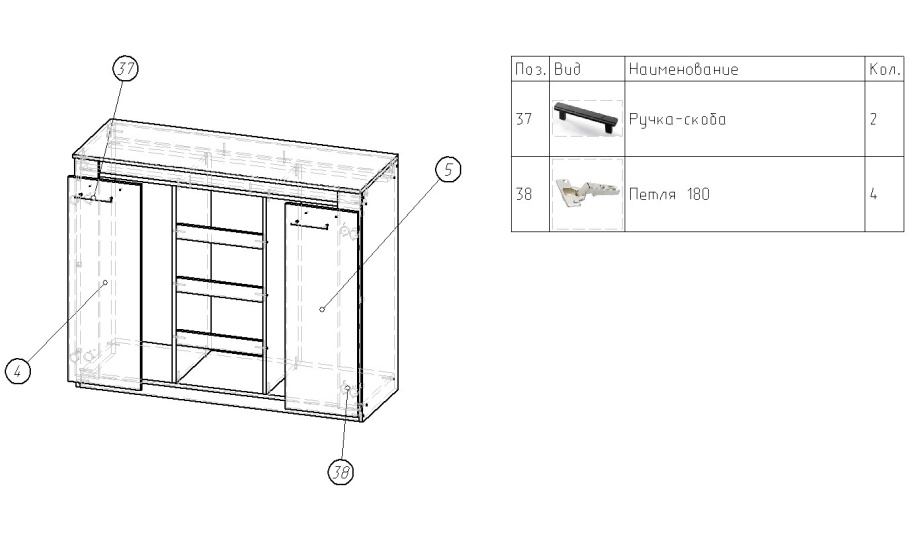 37
5
4
38
Поз. Вид Наименование Кол.
37 Ручка-скоба 2
38 Петля 180 4